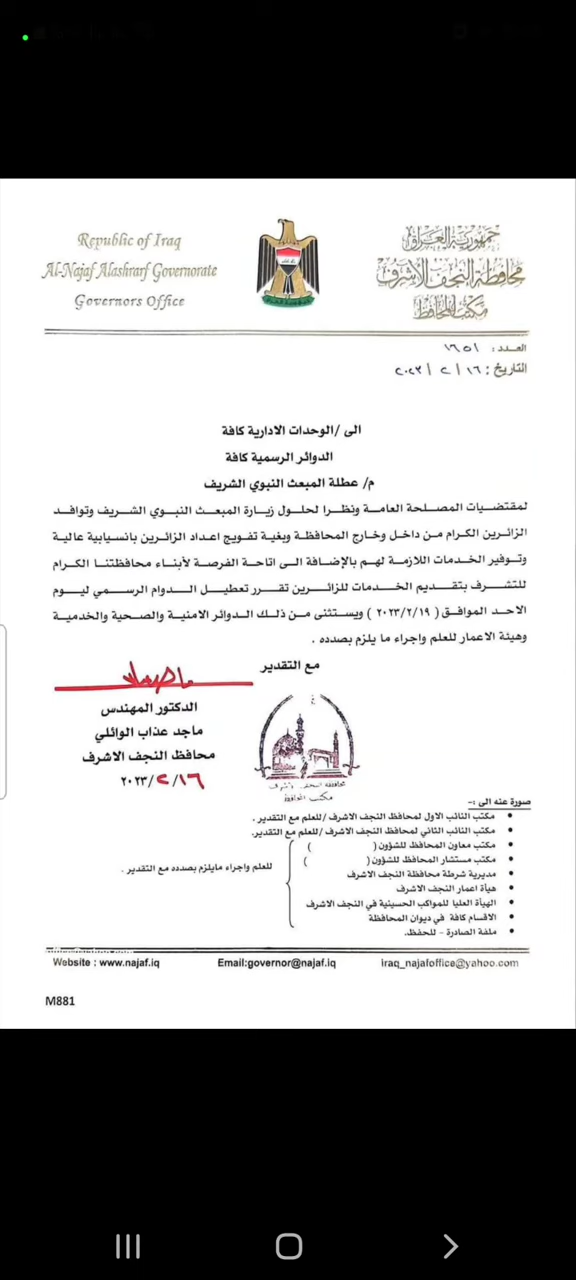 Republic of Iraq
Al-Najaf Alashrarf Governorate
Governors Office
جمهورية العراق
محافظة النجف الاشرف
مكتب المحافظ
العدد: ١٦٥١
التاريخ: ١٦ / ٢ / ٢٠٢٣
الى /الوحدات الادارية كافة
الدوائر الرسمية كافة
م/ عطلة المبعث النبوي الشريف
لمقتضيات المصلحة العامة ونظرا لحلول زيارة المبعث النبوي الشريف وتوافد
الزائرين الكرام من داخل وخارج المحافظة وبغية تفويج اعداد الزائرين بانسيابية عالية
وتوفير الخدمات اللازمة لهم بالإضافة الى اتاحة الفرصة لأبناء محافظتنا الكرام
للتشرف بتقديم الخدمات للزائرين تقرر تعطيل الدوام الرسمي ليوم
الاحد الموافق ( ٢٠٢٣/٢/١٩ ) ويستثنى من ذلك الدوائر الامنية والصحية والخدمية
وهيئة الاعمار للعلم واجراء ما يلزم بصدده .
مع التقدير
الدكتور المهندس
ماجد عذاب الوائلي
محافظ النجف الاشرف
٢٠٢٣/٢/١٦
محافظة النجف الاشرف
مكتب المحافظ
صورة عنه الى :-
• مكتب النائب الاول لمحافظ النجف الاشرف /للعلم مع التقدير .
• مكتب النائب الثاني لمحافظ النجف الاشرف /للعلم مع التقدير.
• مكتب معاون المحافظ للشؤون ( )
• مكتب مستشار المحافظ للشؤون ( )
• مديرية شرطة محافظة النجف الاشرف
• هيأة اعمار النجف الاشرف
• الهيأة العليا للمواكب الحسينية في النجف الاشرف
• الاقسام كافة في ديوان المحافظة
• ملفة الصادرة - للحفظ.
للعلم واجراء مايلزم بصدده مع التقدير .
Website : www.najaf.iq
Email:governor@najaf.iq
iraq_najafoffice@yahoo.com
M881